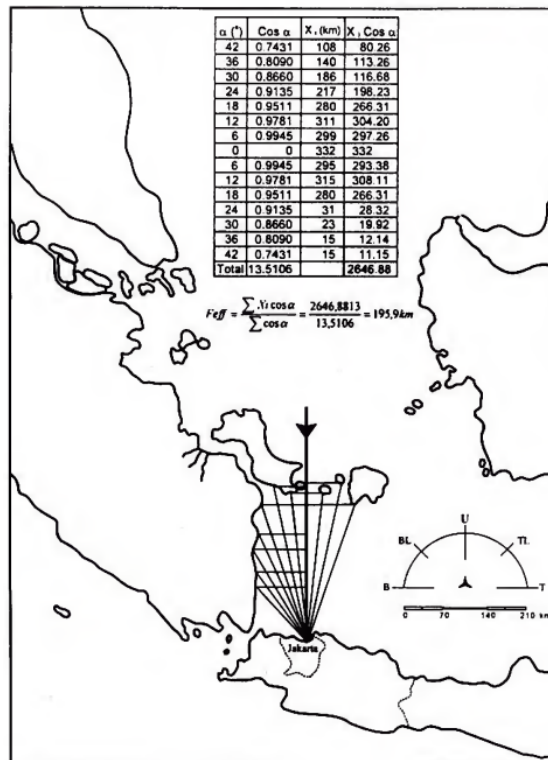 α (°) Cos α X i (km) X i Cos α
42 0.7431 108 80.26
36 0.8090 140 113.26
30 0.8660 186 116.68
24 0.9135 217 198.23
18 0.9511 280 266.31
12 0.9781 311 304.20
6 0.9945 299 297.26
0 0 332 332
6 0.9945 295 293.38
12 0.9781 315 308.11
18 0.9511 280 266.31
24 0.9135 31 28.32
30 0.8660 23 19.92
36 0.8090 15 12.14
42 0.7431 15 11.15
Total 13.5106 2646.88
Feff = ∑ Xi cos α / ∑ cos α = 2646,8813 / 13,5106 = 195,9km
U
BL TL
B T
0 70 140 210 km
Jakarta